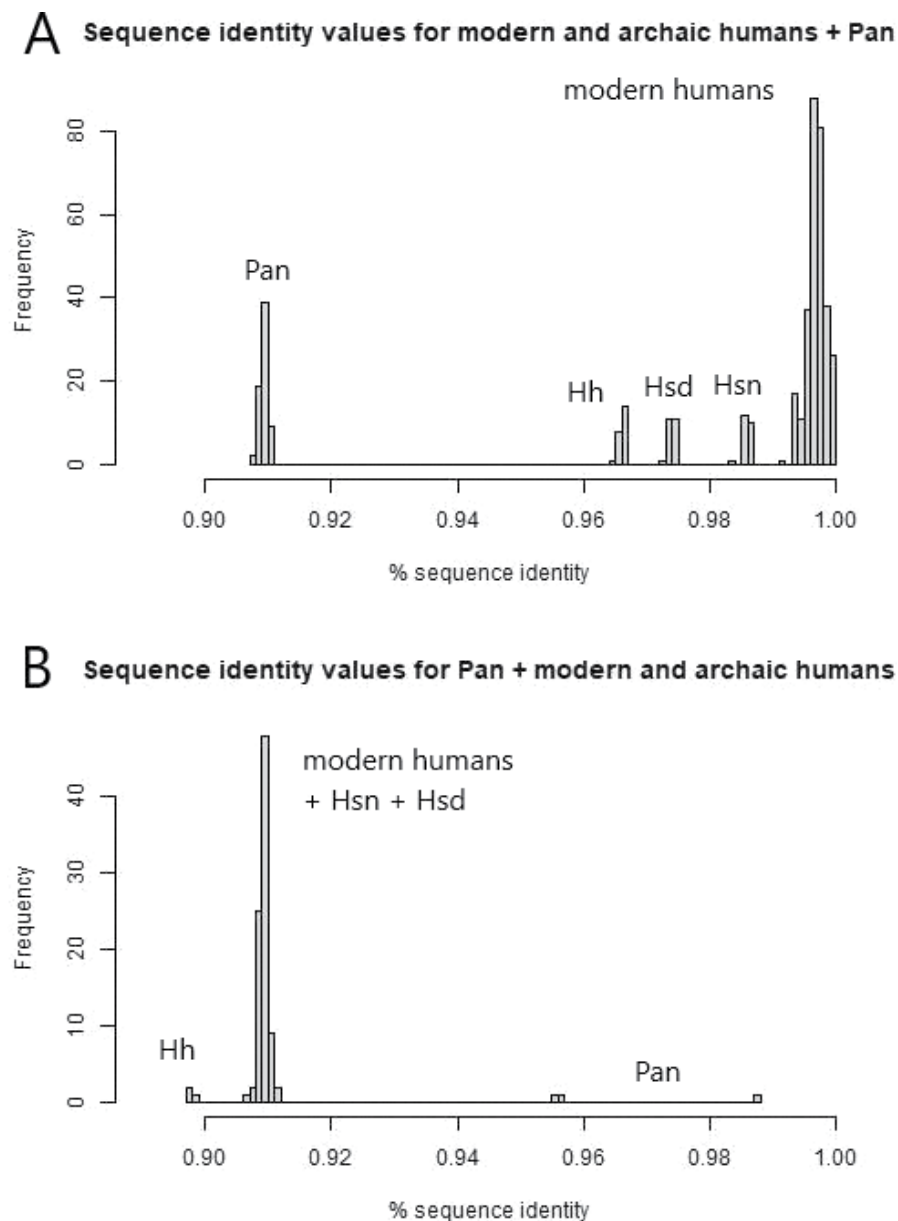 A Sequence identity values for modern and archaic humans + Pan
modern humans
80
60
40
20
0
Frequency
Pan
Hh
Hsd
Hsn
0.90 0.92 0.94 0.96 0.98 1.00
% sequence identity
B Sequence identity values for Pan + modern and archaic humans
modern humans
+ Hsn + Hsd
40
30
20
10
0
Frequency
Hh
Pan
0.90 0.92 0.94 0.96 0.98 1.00
% sequence identity